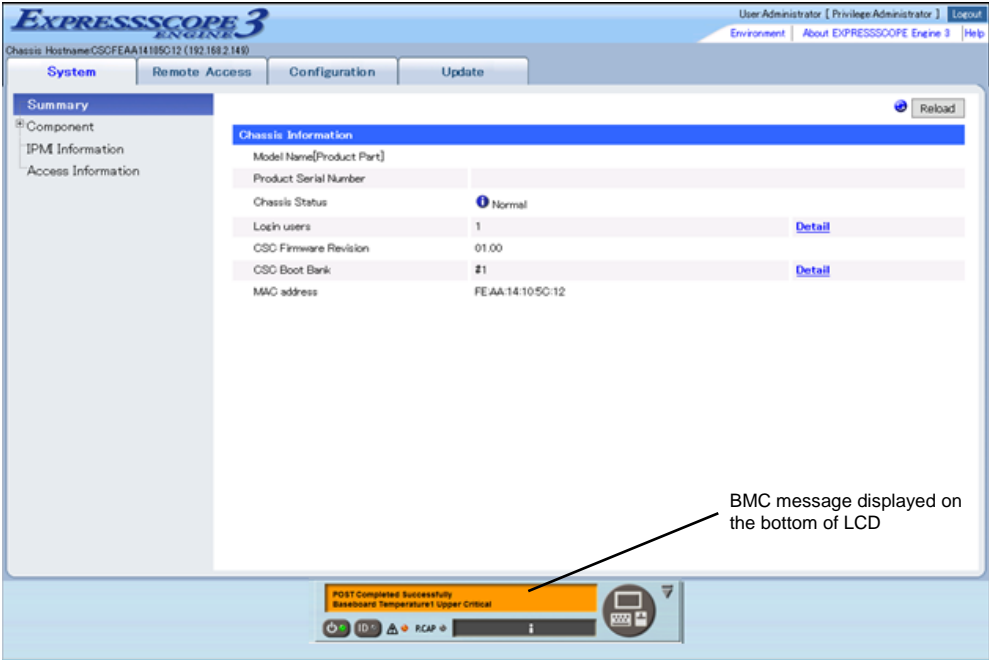 EXPRESSSCOPE 3
ENGINE
User:Administrator [ Privilege:Administrator ] Logout
Environment About EXPRESSSCOPE Engine 3 Help
Chassis Hostname:CSCFEAA14105C12 (192.168.2.149)
System Remote Access Configuration Update
Summary
Component
IPMI Information
Access Information
Reload
Chassis Information
Model Name[Product Part]
Product Serial Number
Chassis Status Normal
Login users 1 Detail
CSC Firmware Revision 01.00
CSC Boot Bank #1 Detail
MAC address FE:AA:14:10:5C:12
BMC message displayed on
the bottom of LCD
POST Completed Successfully
Baseboard Temperature1 Upper Critical
ID P.CAP